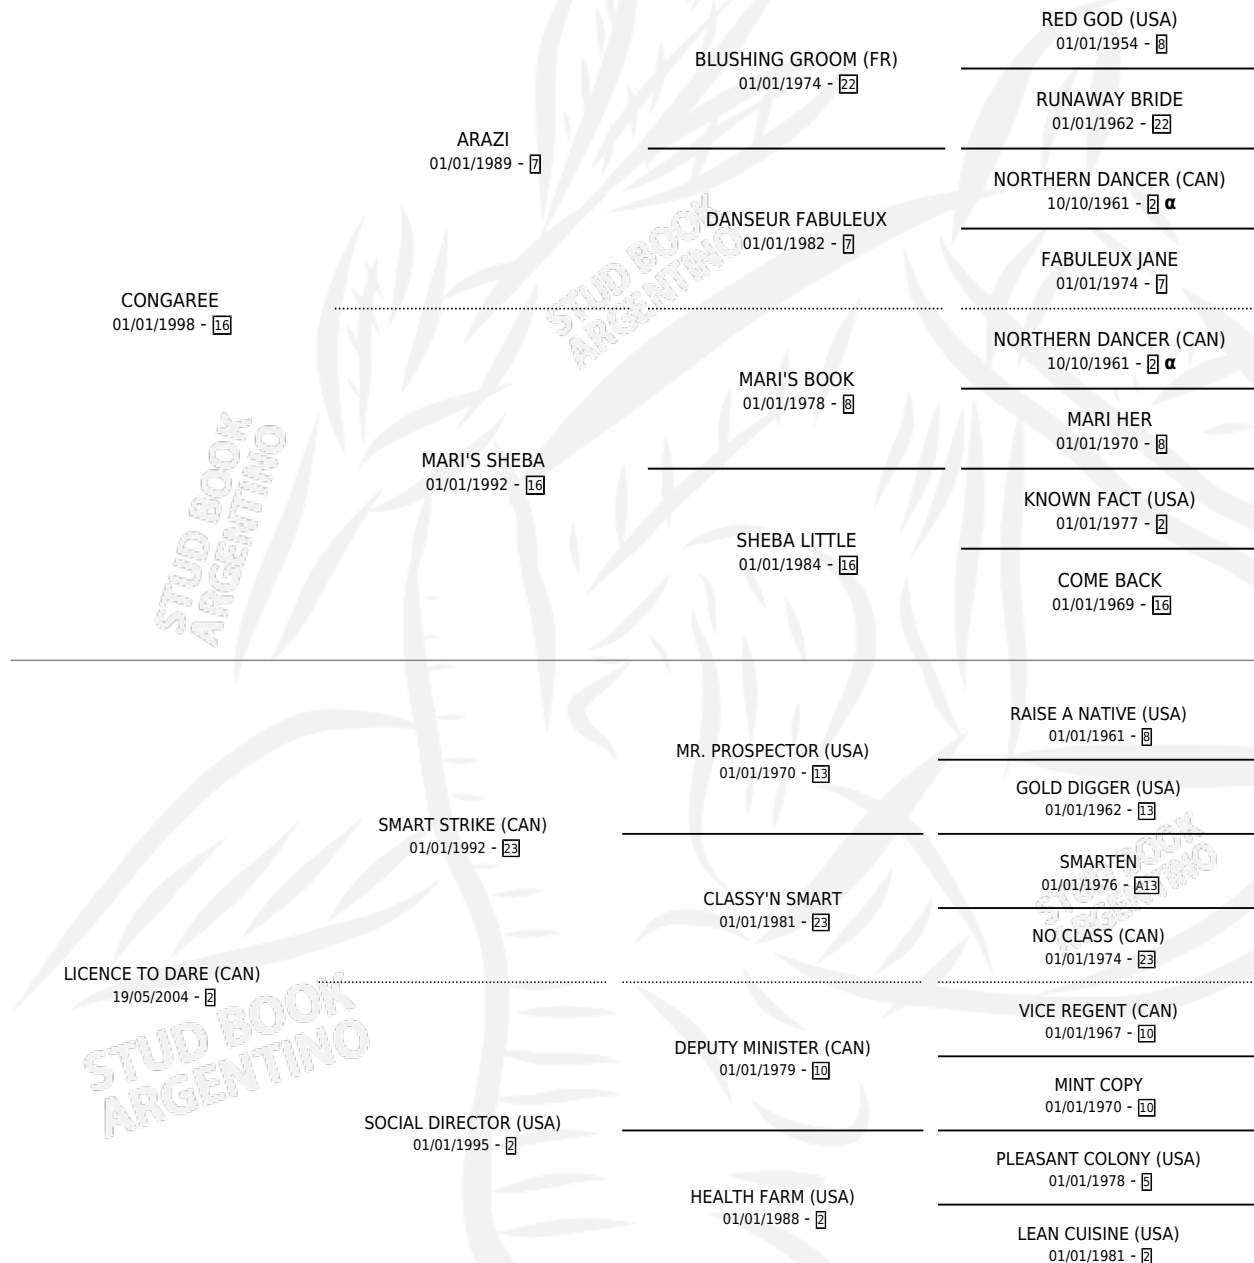 RED GOD (USA)
01/01/1954 - 8
BLUSHING GROOM (FR)
01/01/1974 - 22
RUNAWAY BRIDE
01/01/1962 - 22
ARAZI
01/01/1989 - 7
NORTHERN DANCER (CAN)
10/10/1961 - 2 α
DANSEUR FABULEUX
01/01/1982 - 7
FABULEUX JANE
01/01/1974 - 7
CONGAREE
01/01/1998 - 16
STUD BOOK
ARGENTINO
NORTHERN DANCER (CAN)
10/10/1961 - 2 α
MARI'S BOOK
01/01/1978 - 8
MARI HER
01/01/1970 - 8
MARI'S SHEBA
01/01/1992 - 16
KNOWN FACT (USA)
01/01/1977 - 2
SHEBA LITTLE
01/01/1984 - 16
COME BACK
01/01/1969 - 16
STUD BOOK
ARGENTINO
RAISE A NATIVE (USA)
01/01/1961 - 8
MR. PROSPECTOR (USA)
01/01/1970 - 13
GOLD DIGGER (USA)
01/01/1962 - 13
SMART STRIKE (CAN)
01/01/1992 - 23
SMARTEN
01/01/1976 - A13
CLASSY'N SMART
01/01/1981 - 23
NO CLASS (CAN)
01/01/1974 - 23
STUD BOOK
ARGENTINO
LICENCE TO DARE (CAN)
19/05/2004 - 2
VICE REGENT (CAN)
01/01/1967 - 10
DEPUTY MINISTER (CAN)
01/01/1979 - 10
MINT COPY
01/01/1970 - 10
STUD BOOK
ARGENTINO
SOCIAL DIRECTOR (USA)
01/01/1995 - 2
PLEASANT COLONY (USA)
01/01/1978 - 5
HEALTH FARM (USA)
01/01/1988 - 2
LEAN CUISINE (USA)
01/01/1981 - 2